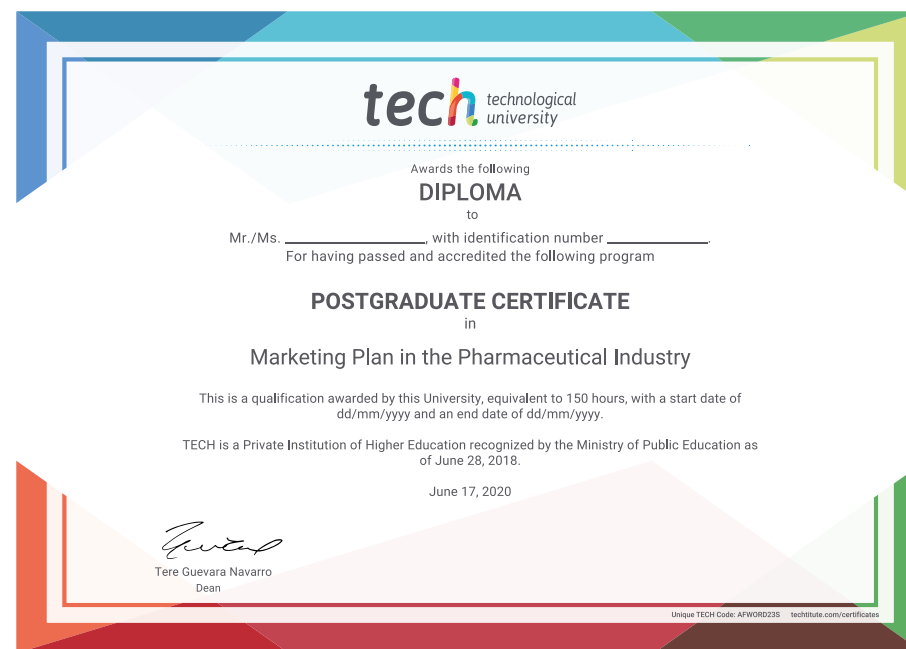 tech technological
university
Awards the following
DIPLOMA
to
Mr./Ms. ____________________, with identification number ______________.
For having passed and accredited the following program
POSTGRADUATE CERTIFICATE
in
Marketing Plan in the Pharmaceutical Industry
This is a qualification awarded by this University, equivalent to 150 hours, with a start date of
dd/mm/yyyy and an end date of dd/mm/yyyy.
TECH is a Private Institution of Higher Education recognized by the Ministry of Public Education as
of June 28, 2018.
June 17, 2020
Tere Guevara Navarro
Dean
Unique TECH Code: AFWORD23S techtitute.com/certificates